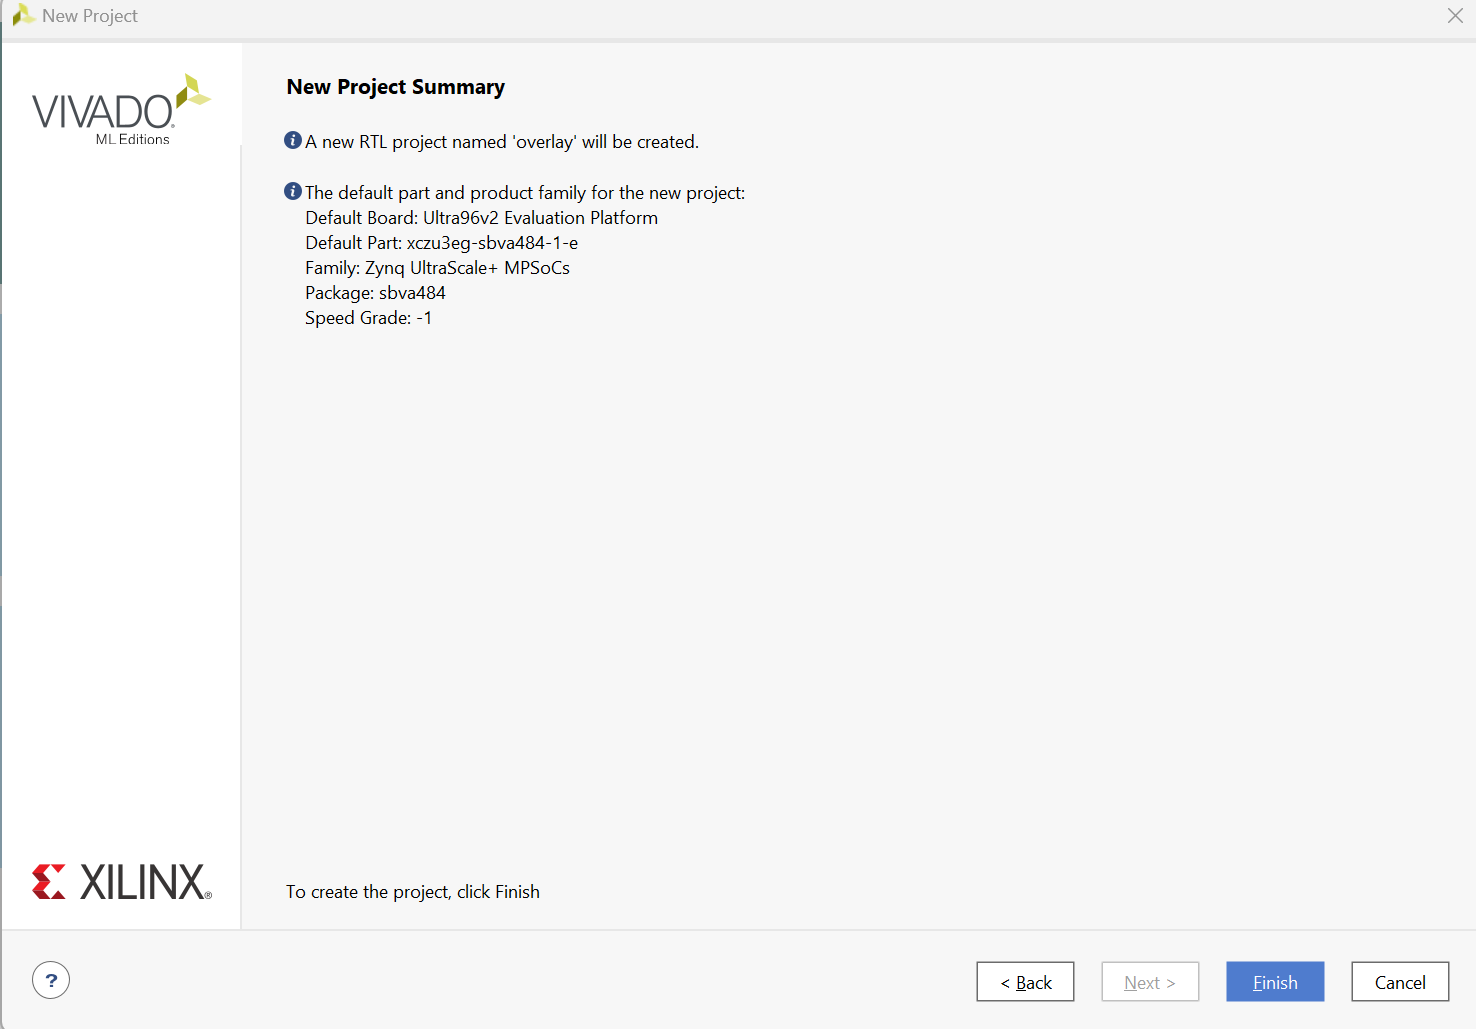 New Project
VIVADO.
ML Editions
New Project Summary
A new RTL project named 'overlay' will be created.
The default part and product family for the new project:
Default Board: Ultra96v2 Evaluation Platform
Default Part: xczu3eg-sbva484-1-e
Family: Zynq UltraScale+ MPSoCs
Package: sbva484
Speed Grade: -1
XILINX®
To create the project, click Finish
?
< Back
Next >
Finish
Cancel